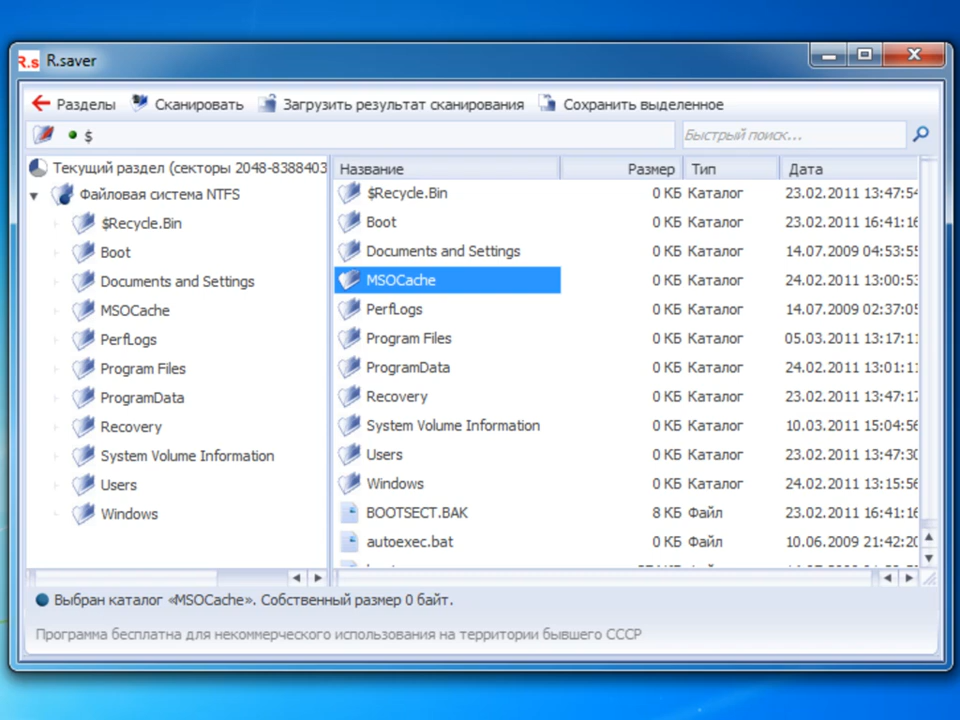 R.s R.saver
Разделы Сканировать Загрузить результат сканирования Сохранить выделенное
$ Быстрый поиск...
Текущий раздел (секторы 2048-8388403 Название Размер Тип Дата
Файловая система NTFS $Recycle.Bin 0 КБ Каталог 23.02.2011 13:47:54
$Recycle.Bin Boot 0 КБ Каталог 23.02.2011 16:41:16
Boot Documents and Settings 0 КБ Каталог 14.07.2009 04:53:55
Documents and Settings MSOCache 0 КБ Каталог 24.02.2011 13:00:53
MSOCache PerfLogs 0 КБ Каталог 14.07.2009 02:37:05
PerfLogs Program Files 0 КБ Каталог 05.03.2011 13:17:11
Program Files ProgramData 0 КБ Каталог 24.02.2011 13:01:11
ProgramData Recovery 0 КБ Каталог 23.02.2011 13:47:17
Recovery System Volume Information 0 КБ Каталог 10.03.2011 15:04:56
System Volume Information Users 0 КБ Каталог 23.02.2011 13:47:30
Users Windows 0 КБ Каталог 24.02.2011 13:15:56
Windows BOOTSECT.BAK 8 КБ Файл 23.02.2011 16:41:16
autoexec.bat 0 КБ Файл 10.06.2009 21:42:20
Выбран каталог «MSOCache». Собственный размер 0 байт.
Программа бесплатна для некоммерческого использования на территории бывшего СССР